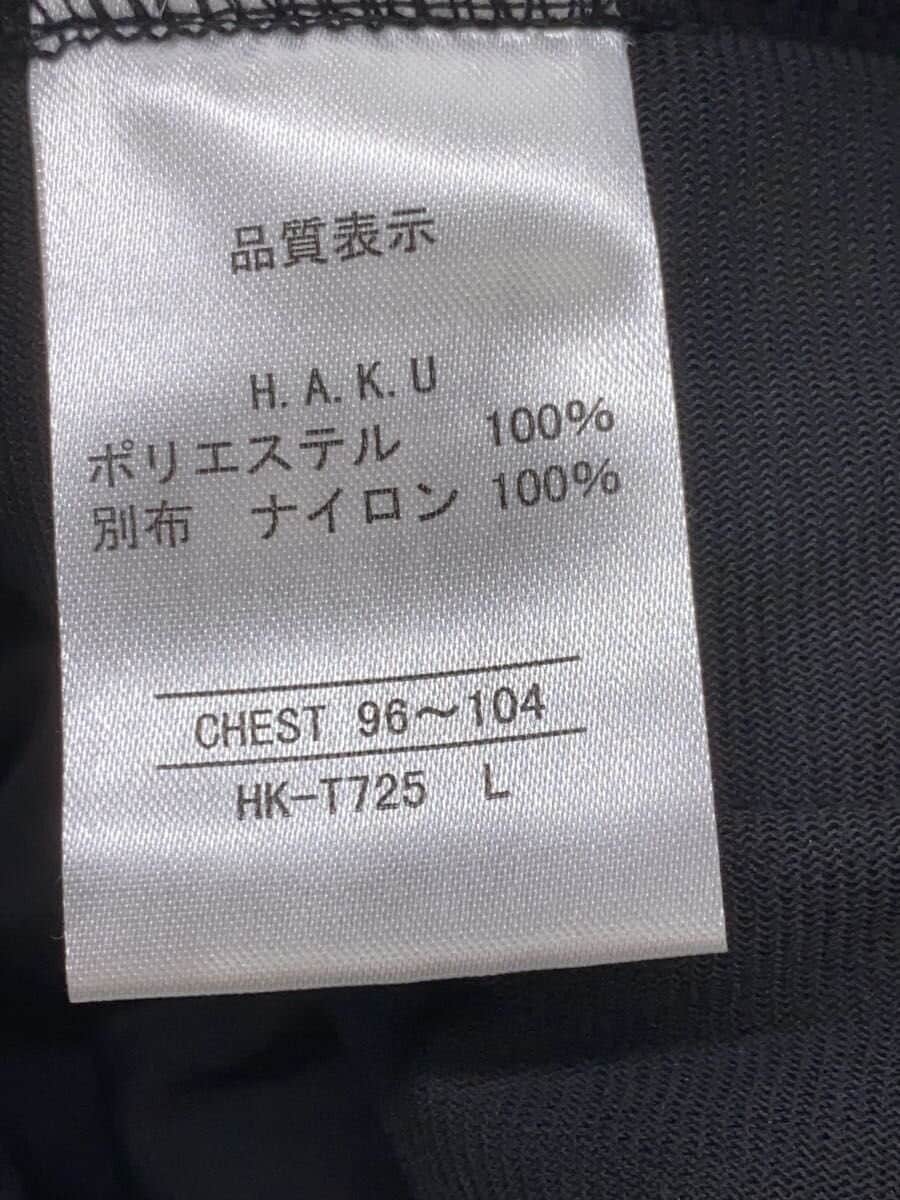 品質表示
H.A.K.U
ポリエステル 100%
別布 ナイロン 100%
CHEST 96～104
HK-T725 L